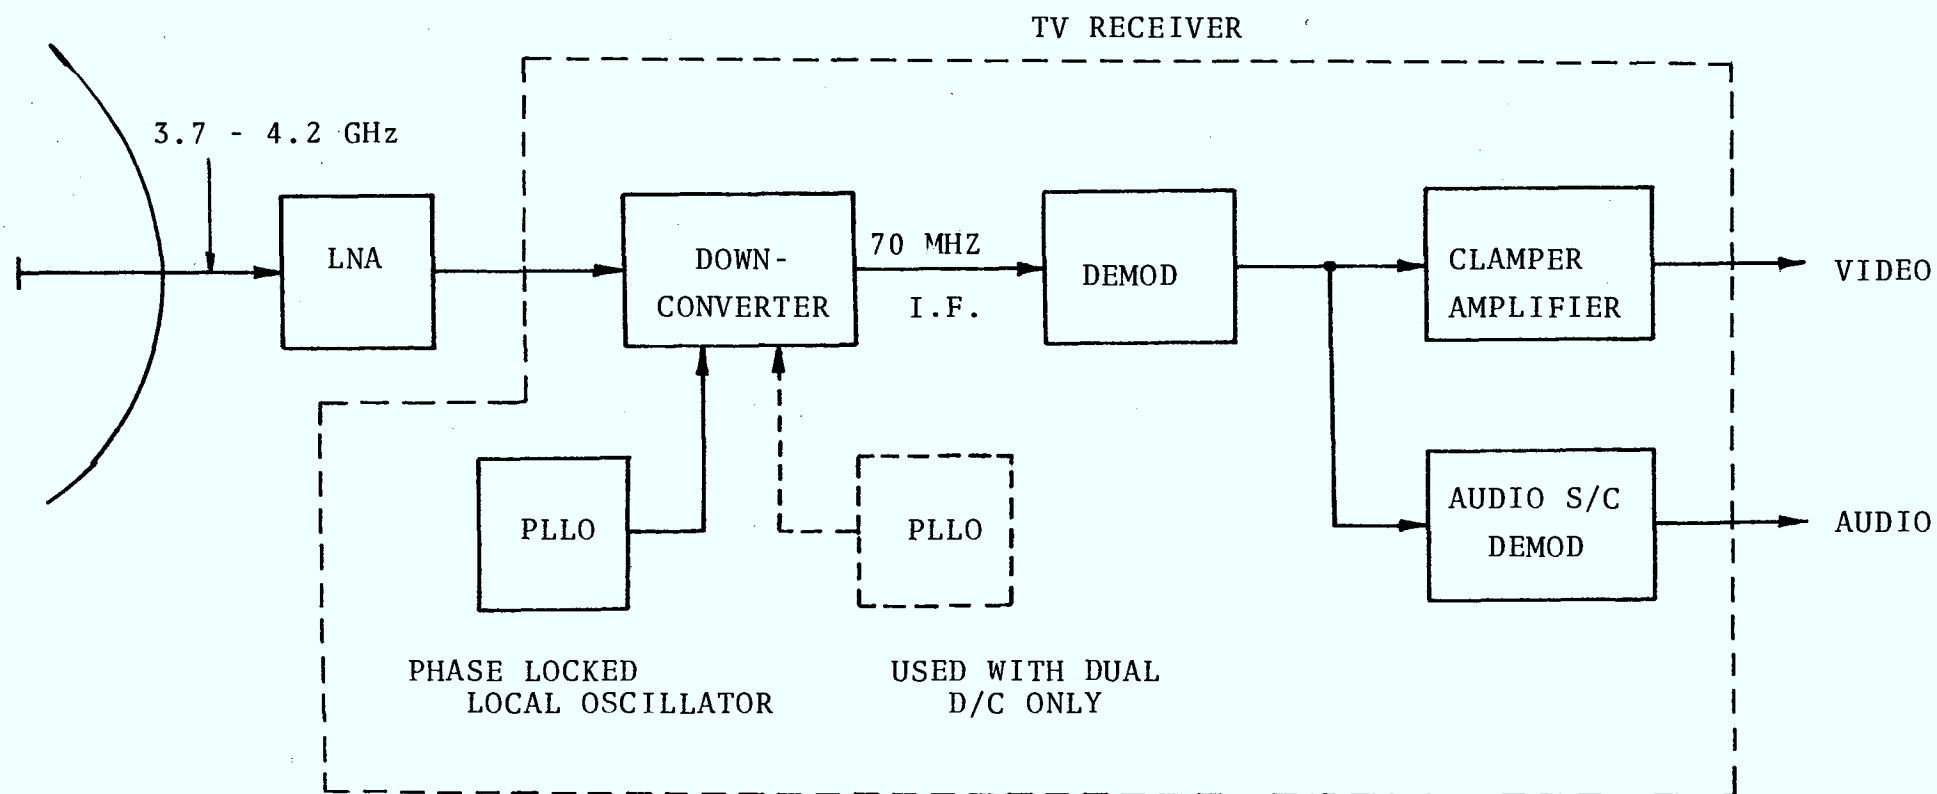 TV RECEIVER
3.7 - 4.2 GHz
LNA
DOWN-
CONVERTER
70 MHZ
I.F.
DEMOD
CLAMPER
AMPLIFIER
VIDEO
PLLO
PLLO
AUDIO S/C
DEMOD
AUDIO
PHASE LOCKED
LOCAL OSCILLATOR
USED WITH DUAL
D/C ONLY